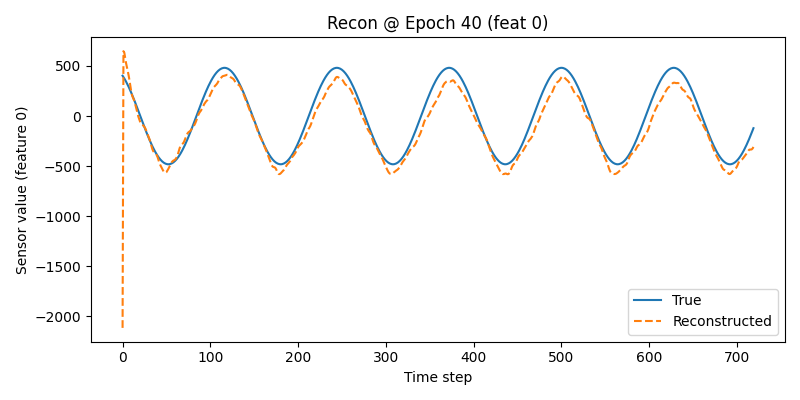 Recon @ Epoch 40 (feat 0)
Sensor value (feature 0)
500
0
−500
−1000
−1500
−2000
True
Reconstructed
0 100 200 300 400 500 600 700
Time step